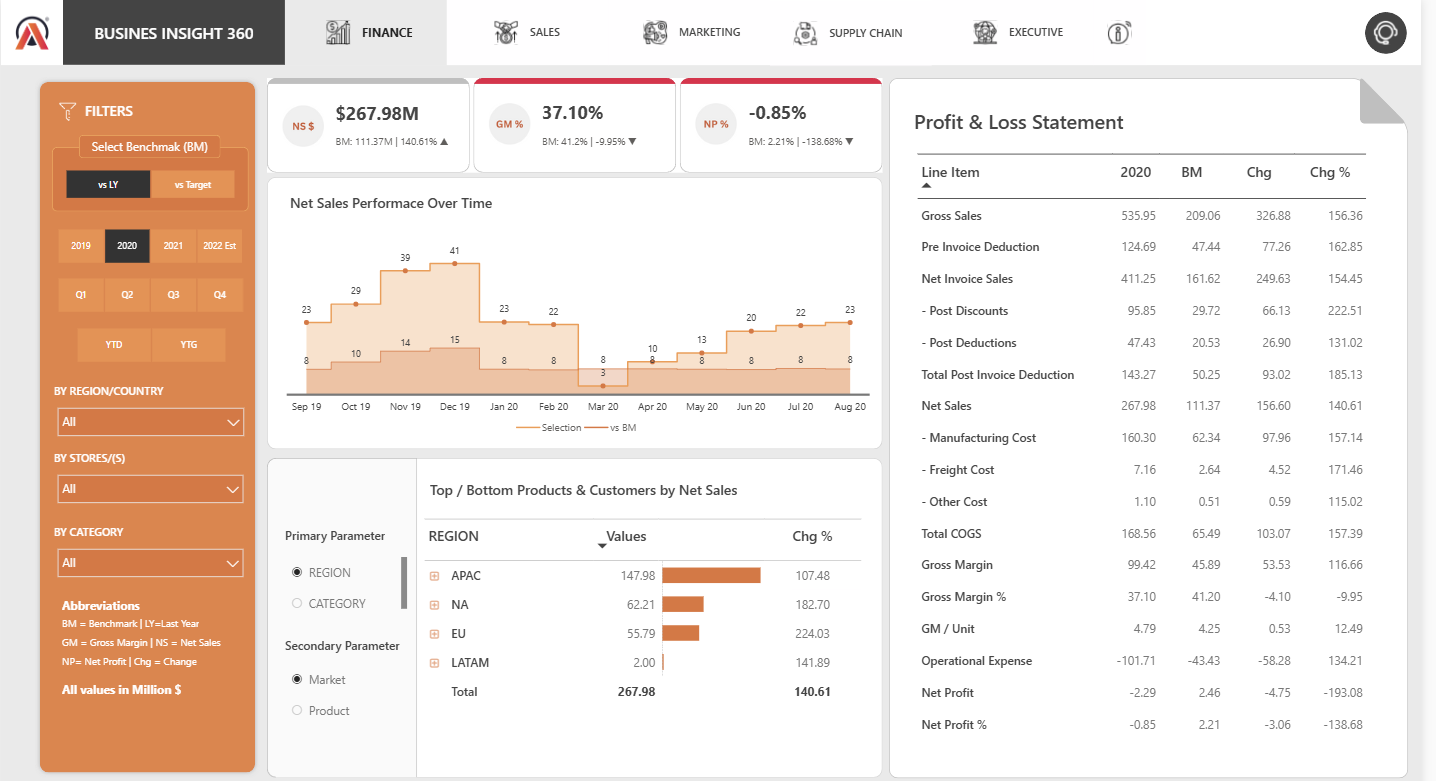 BUSINES INSIGHT 360
FINANCE
SALES
MARKETING
SUPPLY CHAIN
EXECUTIVE
FILTERS
Select Benchmak (BM)
vs LY
vs Target
2019
2020
2021
2022 Est
Q1
Q2
Q3
Q4
YTD
YTG
BY REGION/COUNTRY
All
BY STORES/(S)
All
BY CATEGORY
All
Abbreviations
BM = Benchmark | LY=Last Year
GM = Gross Margin | NS = Net Sales
NP= Net Profit | Chg = Change
All values in Million $
NS $
$267.98M
BM: 111.37M | 140.61% ▲
GM %
37.10%
BM: 41.2% | -9.95% ▼
NP %
-0.85%
BM: 2.21% | -138.68% ▼
Net Sales Performace Over Time
23 29 39 41 23 22 3 10 13 20 22 23
8 10 14 15 8 8 8 8 8 8 8 8
Sep 19 Oct 19 Nov 19 Dec 19 Jan 20 Feb 20 Mar 20 Apr 20 May 20 Jun 20 Jul 20 Aug 20
Selection vs BM
Primary Parameter
REGION
CATEGORY
Secondary Parameter
Market
Product
Top / Bottom Products & Customers by Net Sales
REGION Values Chg %
APAC 147.98 107.48
NA 62.21 182.70
EU 55.79 224.03
LATAM 2.00 141.89
Total 267.98 140.61
Profit & Loss Statement
Line Item 2020 BM Chg Chg %
Gross Sales 535.95 209.06 326.88 156.36
Pre Invoice Deduction 124.69 47.44 77.26 162.85
Net Invoice Sales 411.25 161.62 249.63 154.45
- Post Discounts 95.85 29.72 66.13 222.51
- Post Deductions 47.43 20.53 26.90 131.02
Total Post Invoice Deduction 143.27 50.25 93.02 185.13
Net Sales 267.98 111.37 156.60 140.61
- Manufacturing Cost 160.30 62.34 97.96 157.14
- Freight Cost 7.16 2.64 4.52 171.46
- Other Cost 1.10 0.51 0.59 115.02
Total COGS 168.56 65.49 103.07 157.39
Gross Margin 99.42 45.89 53.53 116.66
Gross Margin % 37.10 41.20 -4.10 -9.95
GM / Unit 4.79 4.25 0.53 12.49
Operational Expense -101.71 -43.43 -58.28 134.21
Net Profit -2.29 2.46 -4.75 -193.08
Net Profit % -0.85 2.21 -3.06 -138.68